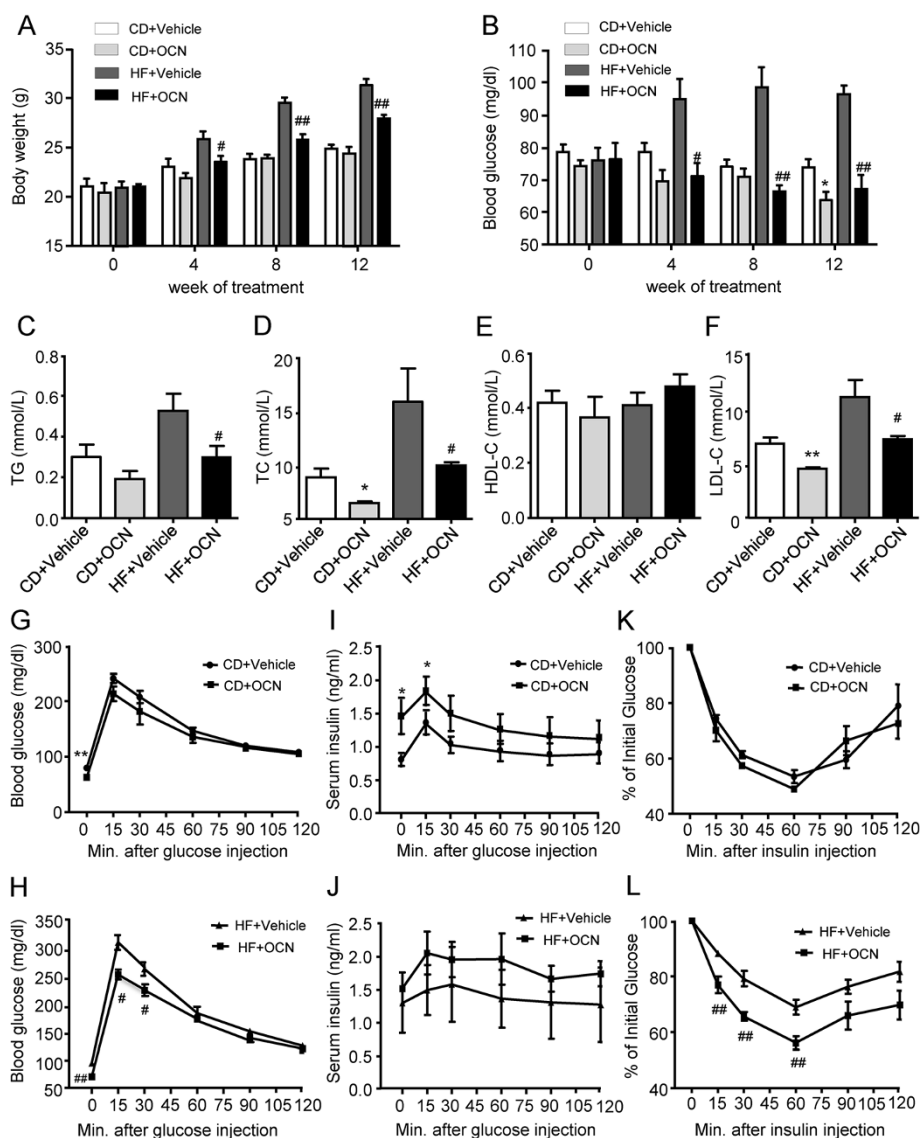 A
CD+Vehicle
CD+OCN
HF+Vehicle
HF+OCN
Body weight (g)
35
30
25
20
15
#
##
##
0 4 8 12
week of treatment
B
CD+Vehicle
CD+OCN
HF+Vehicle
HF+OCN
Blood glucose (mg/dl)
110
100
90
80
70
60
50
#
##
*
##
0 4 8 12
week of treatment
C
TG (mmol/L)
0.8
0.6
0.4
0.2
0.0
#
CD+Vehicle
CD+OCN
HF+Vehicle
HF+OCN
D
TC (mmol/L)
20
15
10
5
*
#
CD+Vehicle
CD+OCN
HF+Vehicle
HF+OCN
E
HDL-C (mmol/L)
0.6
0.4
0.2
0.0
CD+Vehicle
CD+OCN
HF+Vehicle
HF+OCN
F
LDL-C (mmol/L)
15
10
5
0
**
#
CD+Vehicle
CD+OCN
HF+Vehicle
HF+OCN
G
Blood glucose (mg/dl)
300
200
100
0
**
CD+Vehicle
CD+OCN
0 15 30 45 60 75 90 105 120
Min. after glucose injection
I
Serum insulin (ng/ml)
2.5
2.0
1.5
1.0
0.5
0.0
*
*
CD+Vehicle
CD+OCN
0 15 30 45 60 75 90 105 120
Min. after glucose injection
K
% of Initial Glucose
100
80
60
40
CD+Vehicle
CD+OCN
0 15 30 45 60 75 90 105 120
Min. after insulin injection
H
Blood glucose (mg/dl)
350
300
250
200
150
100
50
##
#
#
HF+Vehicle
HF+OCN
0 15 30 45 60 75 90 105 120
Min. after glucose injection
J
Serum insulin (ng/ml)
2.5
2.0
1.5
1.0
0.5
0.0
HF+Vehicle
HF+OCN
0 15 30 45 60 75 90 105 120
Min. after glucose injection
L
% of Initial Glucose
100
80
60
40
##
##
##
HF+Vehicle
HF+OCN
0 15 30 45 60 75 90 105 120
Min. after insulin injection